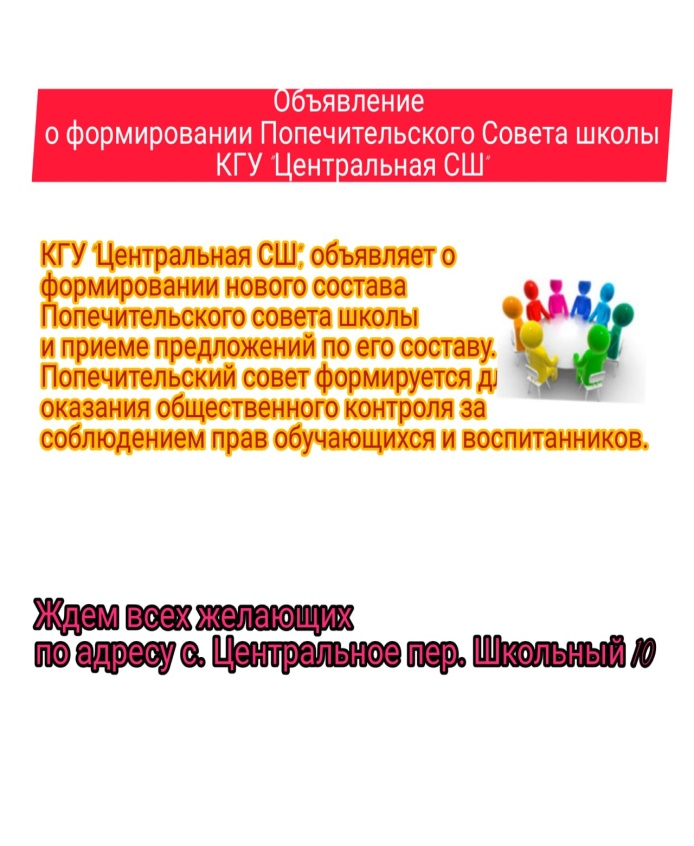 Объявление
о формировании Попечительского Совета школы
КГУ "Центральная СШ"
КГУ "Центральная СШ", объявляет о
формировании нового состава
Попечительского совета школы
и приеме предложений по его составу.
Попечительский совет формируется
оказания общественного контроля за
соблюдением прав обучающихся и воспитанников.
Ждем всех желающих
по адресу с. Центральное пер. Школьный 10